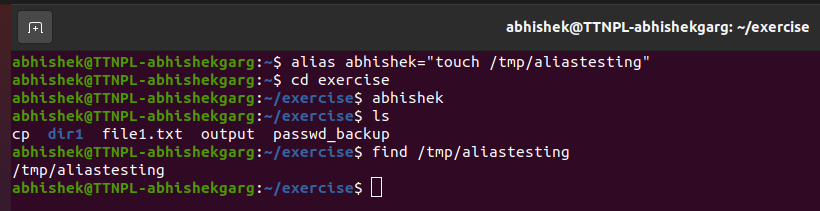 abhishek@TTNPL-abhishekgarg: ~/exercise
abhishek@TTNPL-abhishekgarg:~$ alias abhishek="touch /tmp/aliastesting"
abhishek@TTNPL-abhishekgarg:~$ cd exercise
abhishek@TTNPL-abhishekgarg:~/exercise$ abhishek
abhishek@TTNPL-abhishekgarg:~/exercise$ ls
cp  dir1  file1.txt  output  passwd_backup
abhishek@TTNPL-abhishekgarg:~/exercise$ find /tmp/aliastesting
/tmp/aliastesting
abhishek@TTNPL-abhishekgarg:~/exercise$